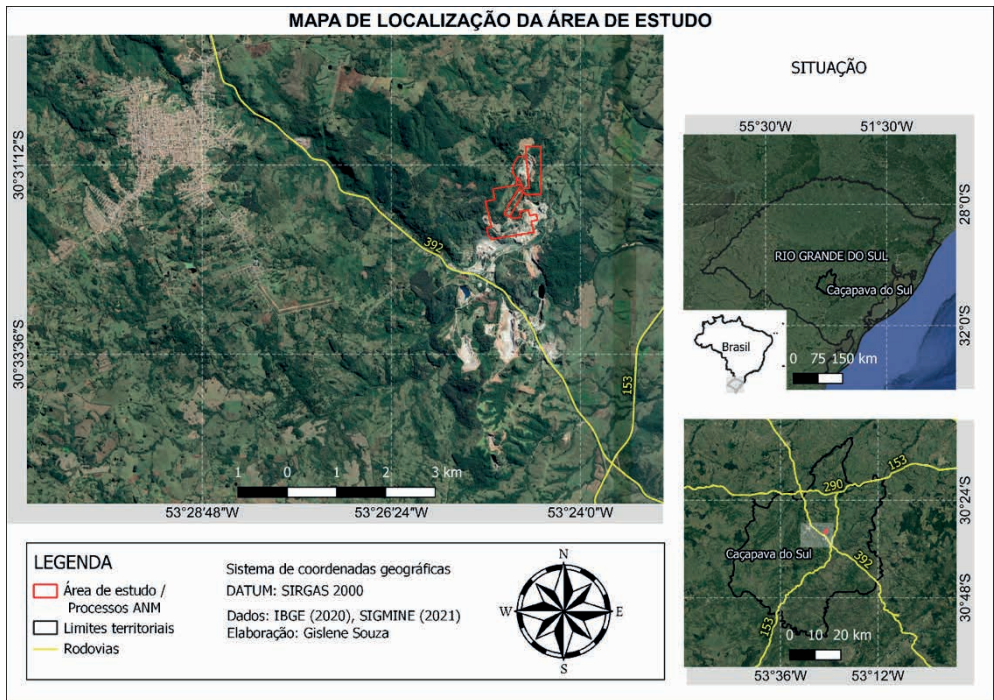 MAPA DE LOCALIZAÇÃO DA ÁREA DE ESTUDO
30°31'12"S
30°33'36"S
392
153
1 0 1 2 3 km
53°28'48"W 53°26'24"W 53°24'0"W
SITUAÇÃO
55°30'W 51°30'W
28°0'S
32°0'S
RIO GRANDE DO SUL
Caçapava do Sul
Brasil
0 75 150 km
153
290
Caçapava do Sul
392
153
0 10 20 km
30°24'S
30°48'S
53°36'W 53°12'W
LEGENDA
Área de estudo /
Processos ANM
Limites territoriais
Rodovias
Sistema de coordenadas geográficas
DATUM: SIRGAS 2000
Dados: IBGE (2020), SIGMINE (2021)
Elaboração: Gislene Souza
N
W E
S